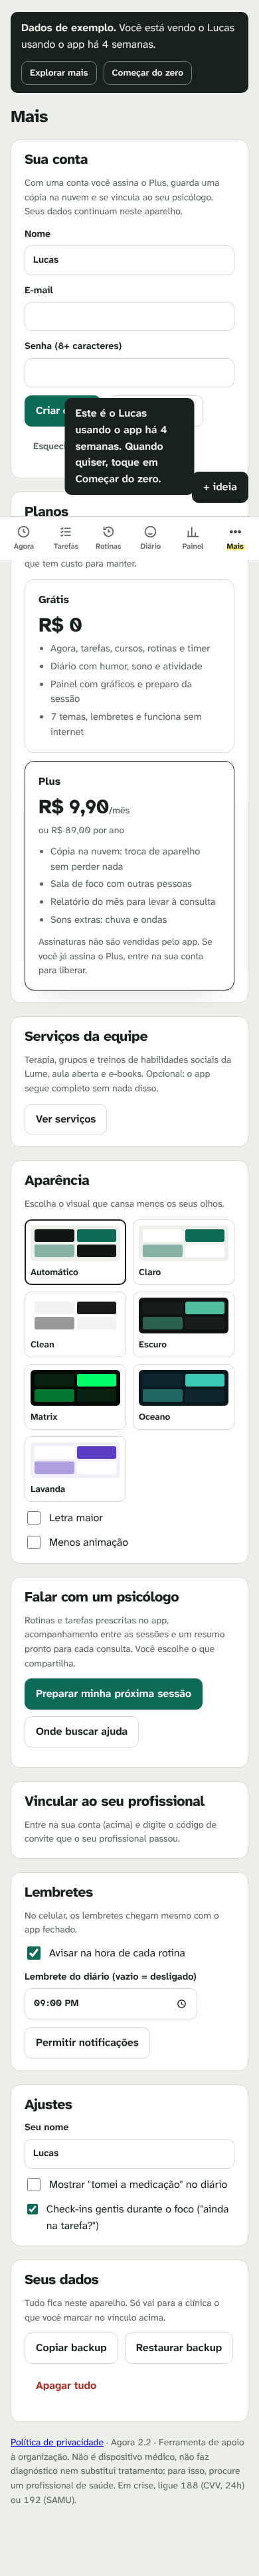 Dados de exemplo. Você está vendo o Lucas
usando o app há 4 semanas.
Explorar mais
Começar do zero
Mais
Sua conta
Com uma conta você assina o Plus, guarda uma
cópia na nuvem e se vincula ao seu psicólogo.
Seus dados continuam neste aparelho.
Nome
Lucas
E-mail
Senha (8+ caracteres)
Criar
Este é o Lucas
usando o app há 4
semanas. Quando
quiser, toque em
Começar do zero.
+ ideia
Planos
Agora
Tarefas
Rotinas
Diário
Painel
Mais
que tem custo para manter.
Grátis
R$ 0
• Agora, tarefas, cursos, rotinas e timer
• Diário com humor, sono e atividade
• Painel com gráficos e preparo da
sessão
• 7 temas, lembretes e funciona sem
internet
Plus
R$ 9,90/mês
ou R$ 89,00 por ano
• Cópia na nuvem: troca de aparelho
sem perder nada
• Sala de foco com outras pessoas
• Relatório do mês para levar à consulta
• Sons extras: chuva e ondas
Assinaturas não são vendidas pelo app. Se
você já assina o Plus, entre na sua conta
para liberar.
Serviços da equipe
Terapia, grupos e treinos de habilidades sociais da
Lume, aula aberta e e-books. Opcional: o app
segue completo sem nada disso.
Ver serviços
Aparência
Escolha o visual que cansa menos os seus olhos.
Automático
Claro
Clean
Escuro
Matrix
Oceano
Lavanda
Letra maior
Menos animação
Falar com um psicólogo
Rotinas e tarefas prescritas no app,
acompanhamento entre as sessões e um resumo
pronto para cada consulta. Você escolhe o que
compartilha.
Preparar minha próxima sessão
Onde buscar ajuda
Vincular ao seu profissional
Entre na sua conta (acima) e digite o código de
convite que o seu profissional passou.
Lembretes
No celular, os lembretes chegam mesmo com o
app fechado.
Avisar na hora de cada rotina
Lembrete do diário (vazio = desligado)
09:00 PM
Permitir notificações
Ajustes
Seu nome
Lucas
Mostrar "tomei a medicação" no diário
Check-ins gentis durante o foco ("ainda
na tarefa?")
Seus dados
Tudo fica neste aparelho. Só vai para a clínica o
que você marcar no vínculo acima.
Copiar backup
Restaurar backup
Apagar tudo
Política de privacidade · Agora 2.2 · Ferramenta de apoio
à organização. Não é dispositivo médico, não faz
diagnóstico nem substitui tratamento: para isso, procure
um profissional de saúde. Em crise, ligue 188 (CVV, 24h)
ou 192 (SAMU).